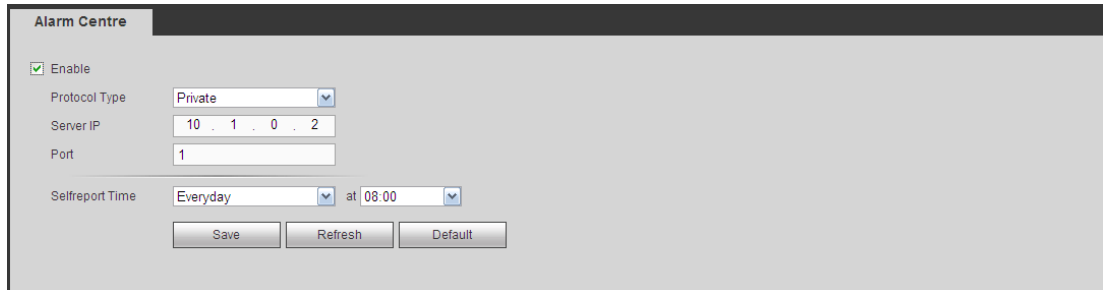 Alarm Centre
Enable
Protocol Type Private
Server IP 10 . 1 . 0 . 2
Port 1
Selfreport Time Everyday at 08:00
Save Refresh Default